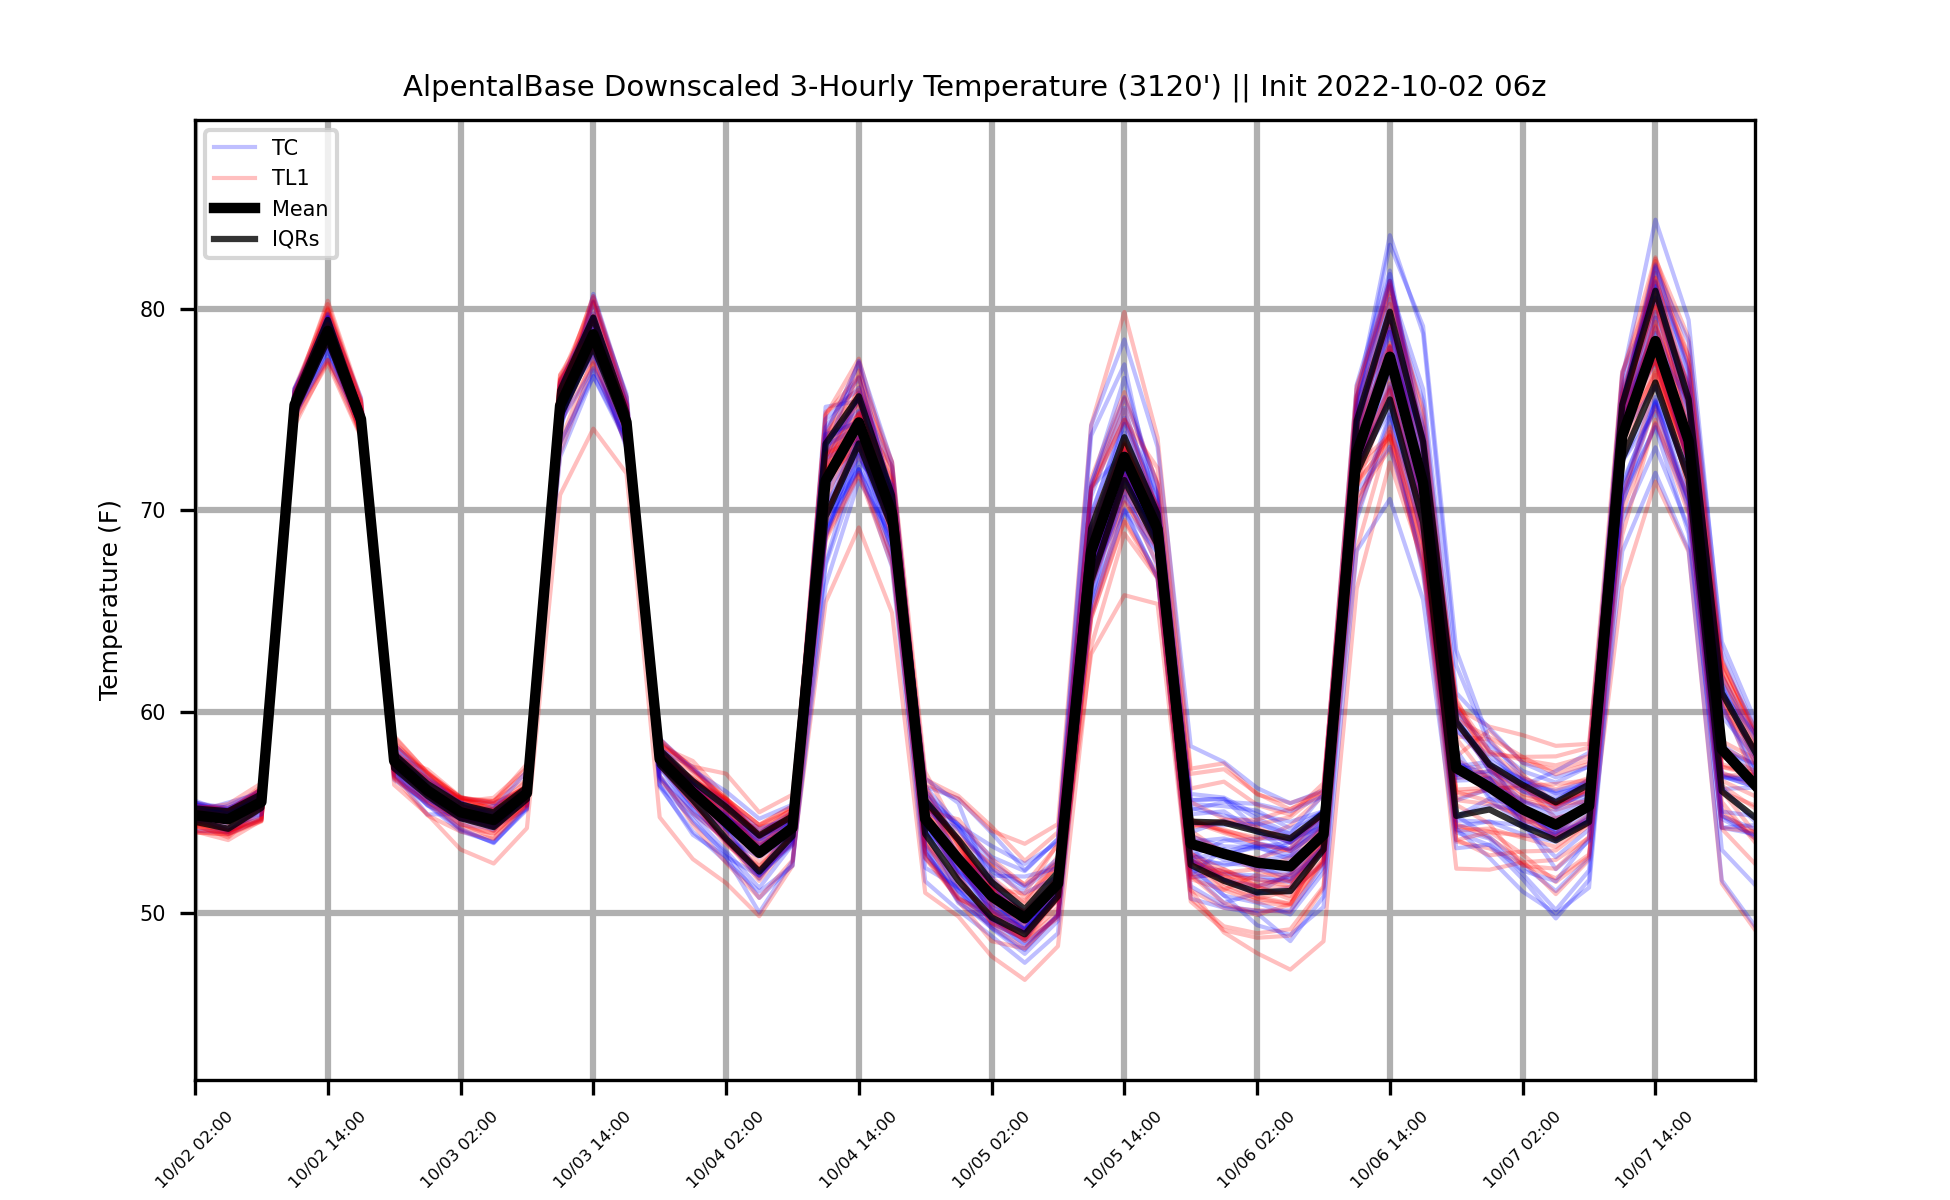 AlpentalBase Downscaled 3-Hourly Temperature (3120') || Init 2022-10-02 06z
TC
TL1
Mean
IQRs
Temperature (F)
80
70
60
50
10/02 02:00
10/02 14:00
10/03 02:00
10/03 14:00
10/04 02:00
10/04 14:00
10/05 02:00
10/05 14:00
10/06 02:00
10/06 14:00
10/07 02:00
10/07 14:00